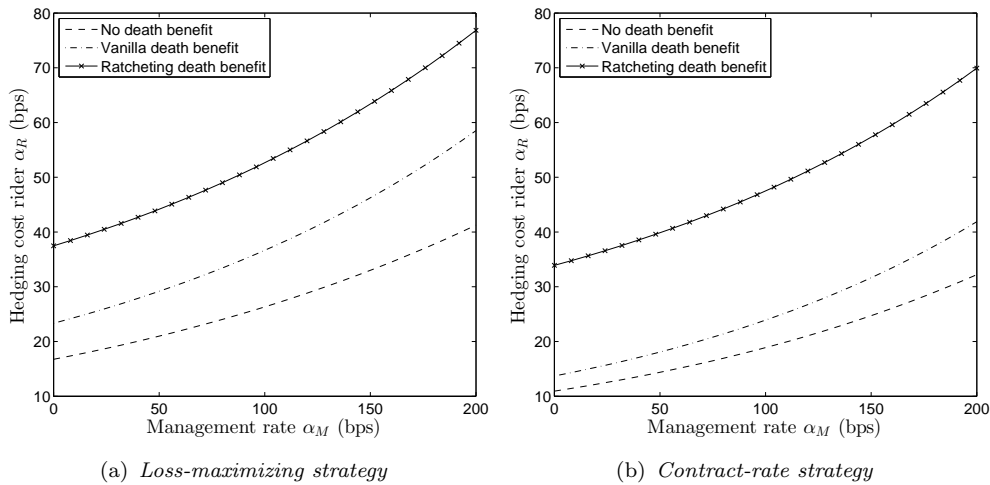 80
No death benefit
Vanilla death benefit
Ratcheting death benefit
70
60
50
40
30
20
10
Hedging cost rider α_R (bps)
0 50 100 150 200
Management rate α_M (bps)
(a) Loss-maximizing strategy
80
No death benefit
Vanilla death benefit
Ratcheting death benefit
70
60
50
40
30
20
10
Hedging cost rider α_R (bps)
0 50 100 150 200
Management rate α_M (bps)
(b) Contract-rate strategy